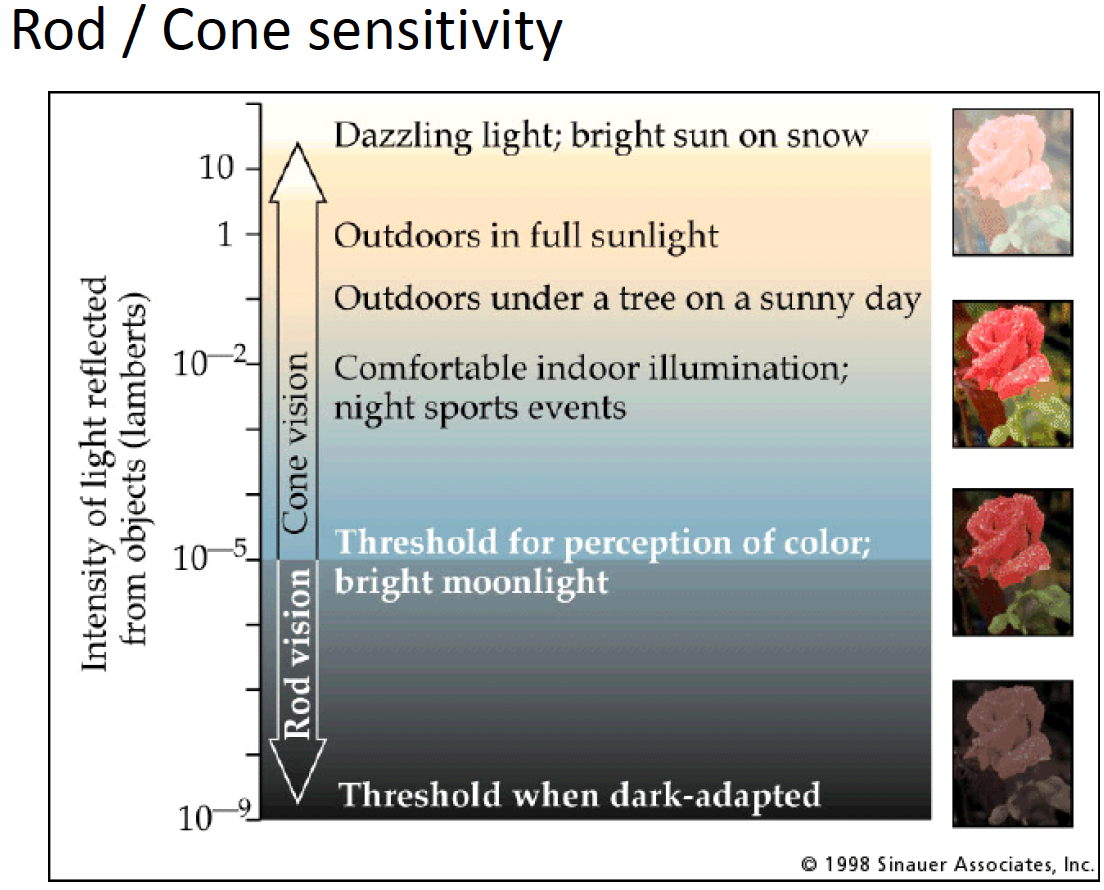 Rod / Cone sensitivity
Intensity of light reflected
from objects (lamberts)
10
1
10—2
10—5
10—9
Cone vision
Rod vision
Dazzling light; bright sun on snow
Outdoors in full sunlight
Outdoors under a tree on a sunny day
Comfortable indoor illumination;
night sports events
Threshold for perception of color;
bright moonlight
Threshold when dark-adapted
© 1998 Sinauer Associates, Inc.